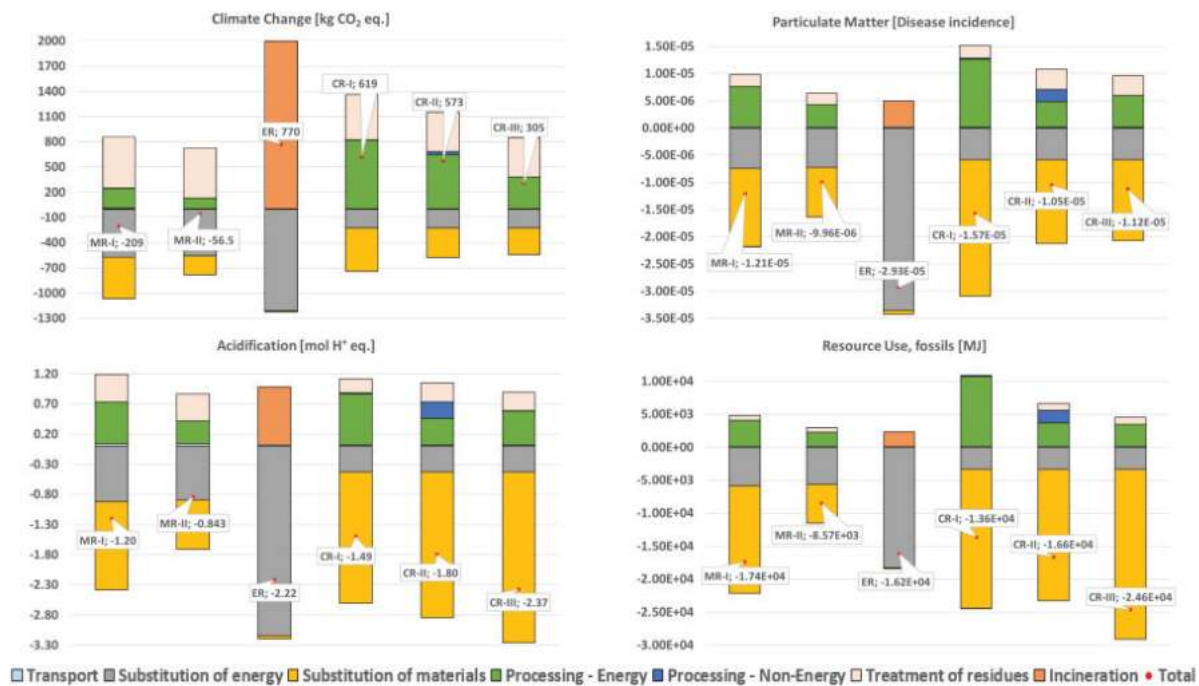 Climate Change [kg CO₂ eq.]
2000
1700
1400
1100
800
500
200
-100
-400
-700
-1000
-1300
MR-I; -209
MR-II; -56.5
ER; 770
CR-I; 619
CR-II; 573
CR-III; 305
Particulate Matter [Disease incidence]
1.50E-05
1.00E-05
5.00E-06
0.00E+00
-5.00E-06
-1.00E-05
-1.50E-05
-2.00E-05
-2.50E-05
-3.00E-05
-3.50E-05
MR-I; -1.21E-05
MR-II; -9.96E-06
ER; -2.93E-05
CR-I; -1.57E-05
CR-II; -1.05E-05
CR-III; -1.12E-05
Acidification [mol H⁺ eq.]
1.20
0.70
0.20
-0.30
-0.80
-1.30
-1.80
-2.30
-2.80
-3.30
MR-I; -1.20
MR-II; -0.843
ER; -2.22
CR-I; -1.49
CR-II; -1.80
CR-III; -2.37
Resource Use, fossils [MJ]
1.00E+04
5.00E+03
0.00E+00
-5.00E+03
-1.00E+04
-1.50E+04
-2.00E+04
-2.50E+04
-3.00E+04
MR-I; -1.74E+04
MR-II; -8.57E+03
ER; -1.62E+04
CR-I; -1.36E+04
CR-II; -1.66E+04
CR-III; -2.46E+04
Transport Substitution of energy Substitution of materials Processing - Energy Processing - Non-Energy Treatment of residues Incineration Total